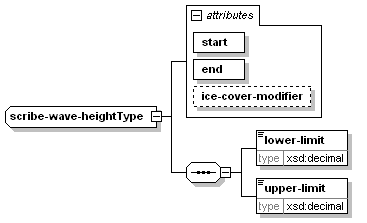 attributes
start
end
ice-cover-modifier
scribe-wave-heightType
lower-limit
type xsd:decimal
upper-limit
type xsd:decimal